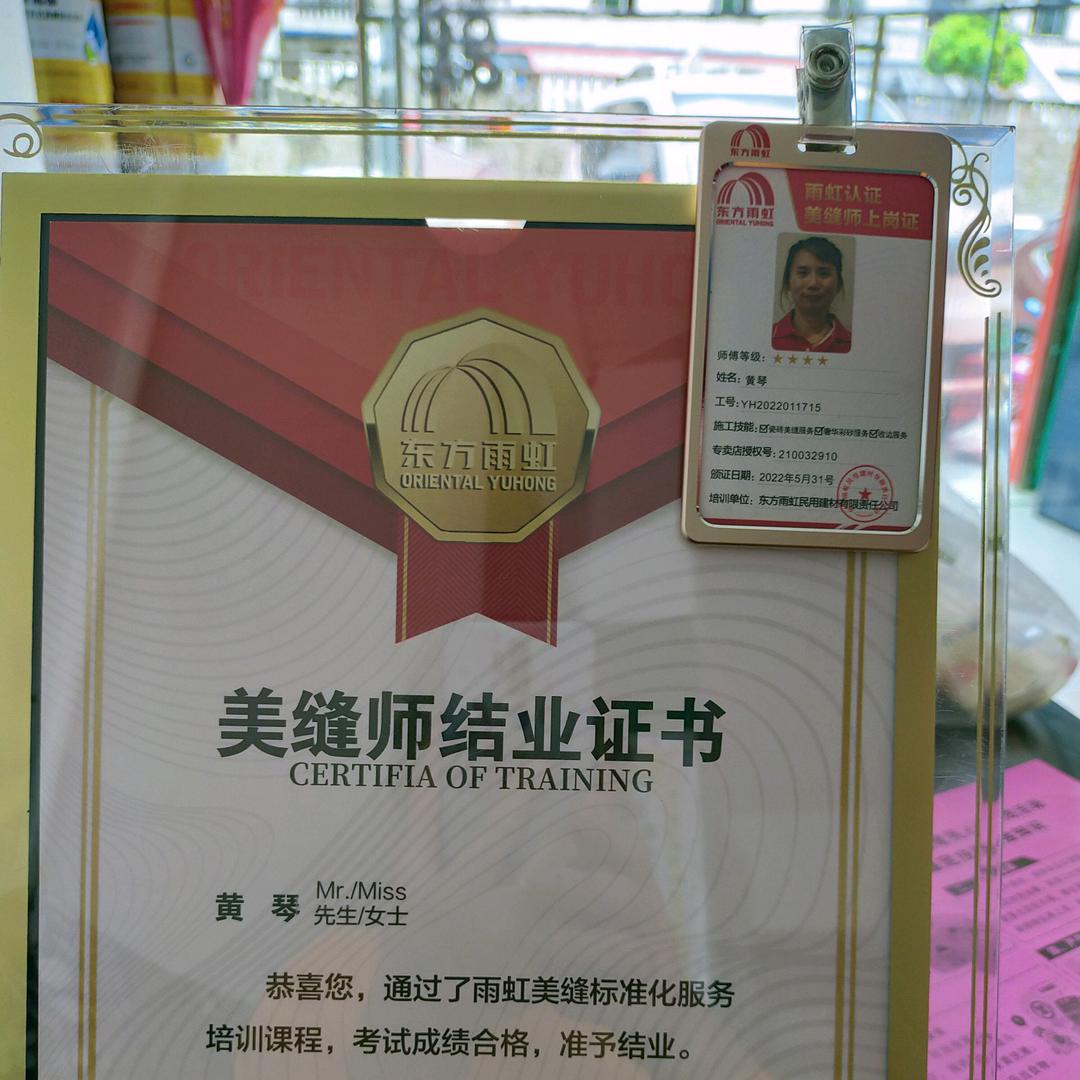 东方雨虹
东方雨虹
ORIENTAL YUHONG
雨虹认证
美缝师上岗证
师傅等级：★★★★
姓名：黄琴
工号：YH2022011715
施工技能：☑瓷砖美缝服务☑奢华彩砂服务☑收边服务
专卖店授权号：210032910
颁证日期：2022年5月31号
培训单位：东方雨虹民用建材有限责任公司
ORIENTAL YUHO
东方雨虹
ORIENTAL YUHONG
美缝师结业证书
CERTIFIA OF TRAINING
黄 琴 Mr./Miss
先生/女士
恭喜您，通过了雨虹美缝标准化服务
培训课程，考试成绩合格，准予结业。